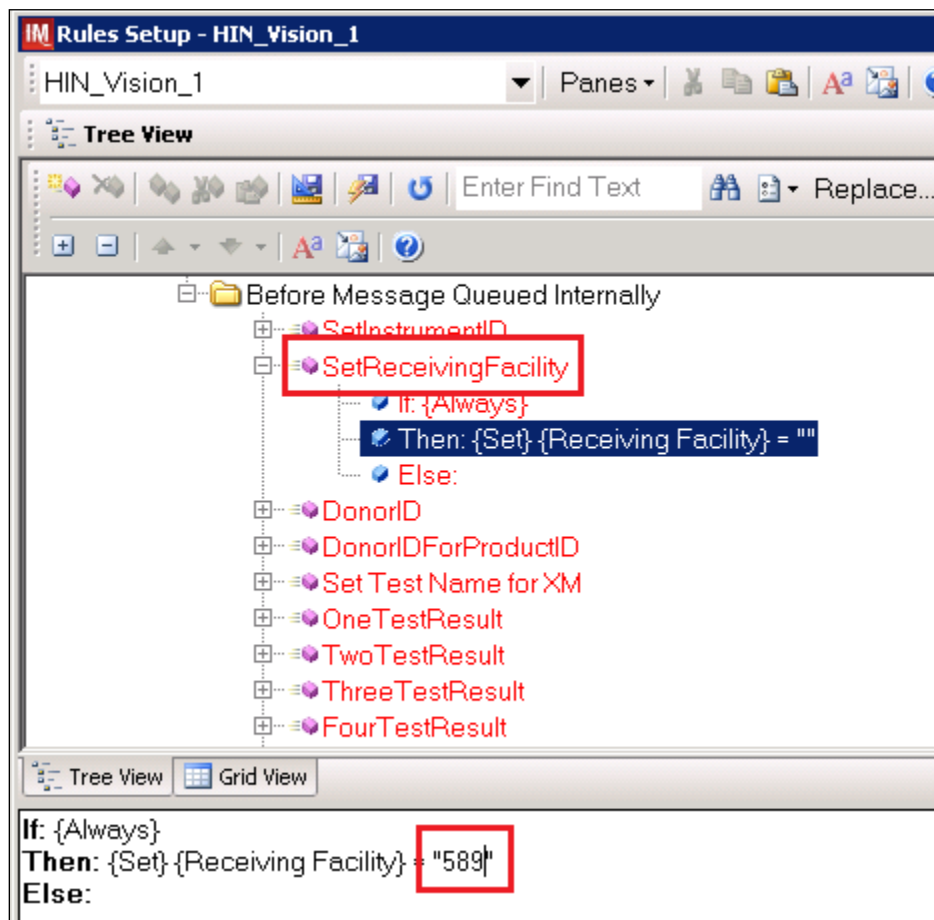 IM Rules Setup - HIN_Vision_1
HIN_Vision_1 Panes Aa
Tree View
Enter Find Text Replace...
Aa
Before Message Queued Internally
SetInstrumentID
SetReceivingFacility
If: {Always}
Then: {Set} {Receiving Facility} = ""
Else:
DonorID
DonorIDForProductID
Set Test Name for XM
OneTestResult
TwoTestResult
ThreeTestResult
FourTestResult
Tree View Grid View
If: {Always}
Then: {Set} {Receiving Facility} = "589"
Else: